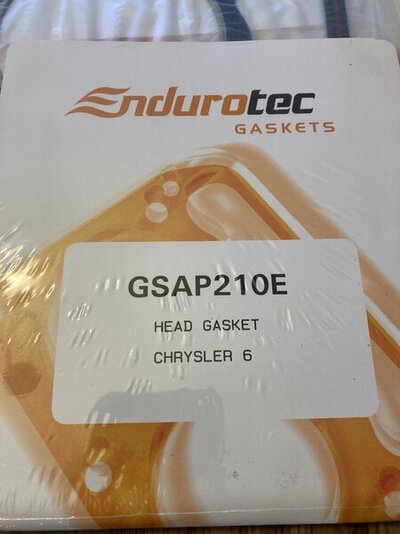 Endurotec
GASKETS
GSAP210E
HEAD GASKET
CHRYSLER 6